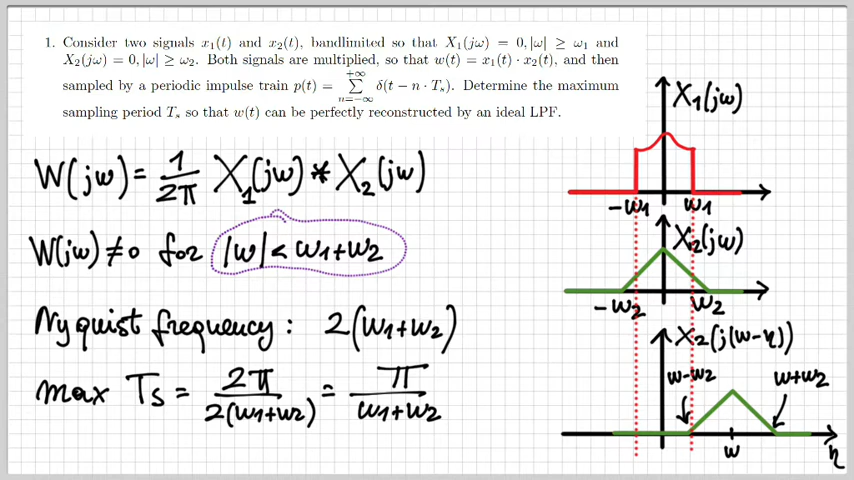 1. Consider two signals x₁(t) and x₂(t), bandlimited so that X₁(jω) = 0, |ω| ≥ ω₁ and
X₂(jω) = 0, |ω| ≥ ω₂. Both signals are multiplied, so that w(t) = x₁(t) · x₂(t), and then
sampled by a periodic impulse train p(t) = ∑_{n=−∞}^{+∞} δ(t − n · Tₛ). Determine the maximum
sampling period Tₛ so that w(t) can be perfectly reconstructed by an ideal LPF.
W(jω) = 1/2π X₁(jω) * X₂(jω)
W(jω) ≠ 0 for |ω| < ω1+ω2
Nyquist frequency: 2(ω1+ω2)
max Ts = 2π/2(ω1+ω2) = π/ω1+ω2
X₁(jω)
-ω1 ω1
X₂(jω)
-ω2 ω2
X₂(j(ω-η))
ω-ω2 ω+ω2
ω η